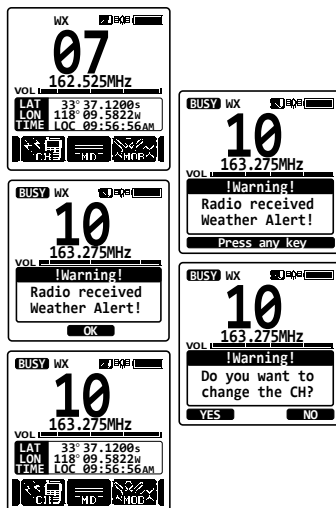 WX
07
162.525MHz
VOL
LAT 33° 37.1200s
LON 118° 09.5822W
TIME LOC 09:56:56AM
CH MD MOB
BUSY WX
10
163.275MHz
VOL
!Warning!
Radio received
Weather Alert!
OK
BUSY WX
10
163.275MHz
VOL
LAT 33° 37.1200s
LON 118° 09.5822W
TIME LOC 09:56:56AM
CH MD MOB
BUSY WX
10
163.275MHz
VOL
!Warning!
Radio received
Weather Alert!
Press any key
BUSY WX
10
163.275MHz
VOL
!Warning!
Do you want to
change the CH?
YES NO